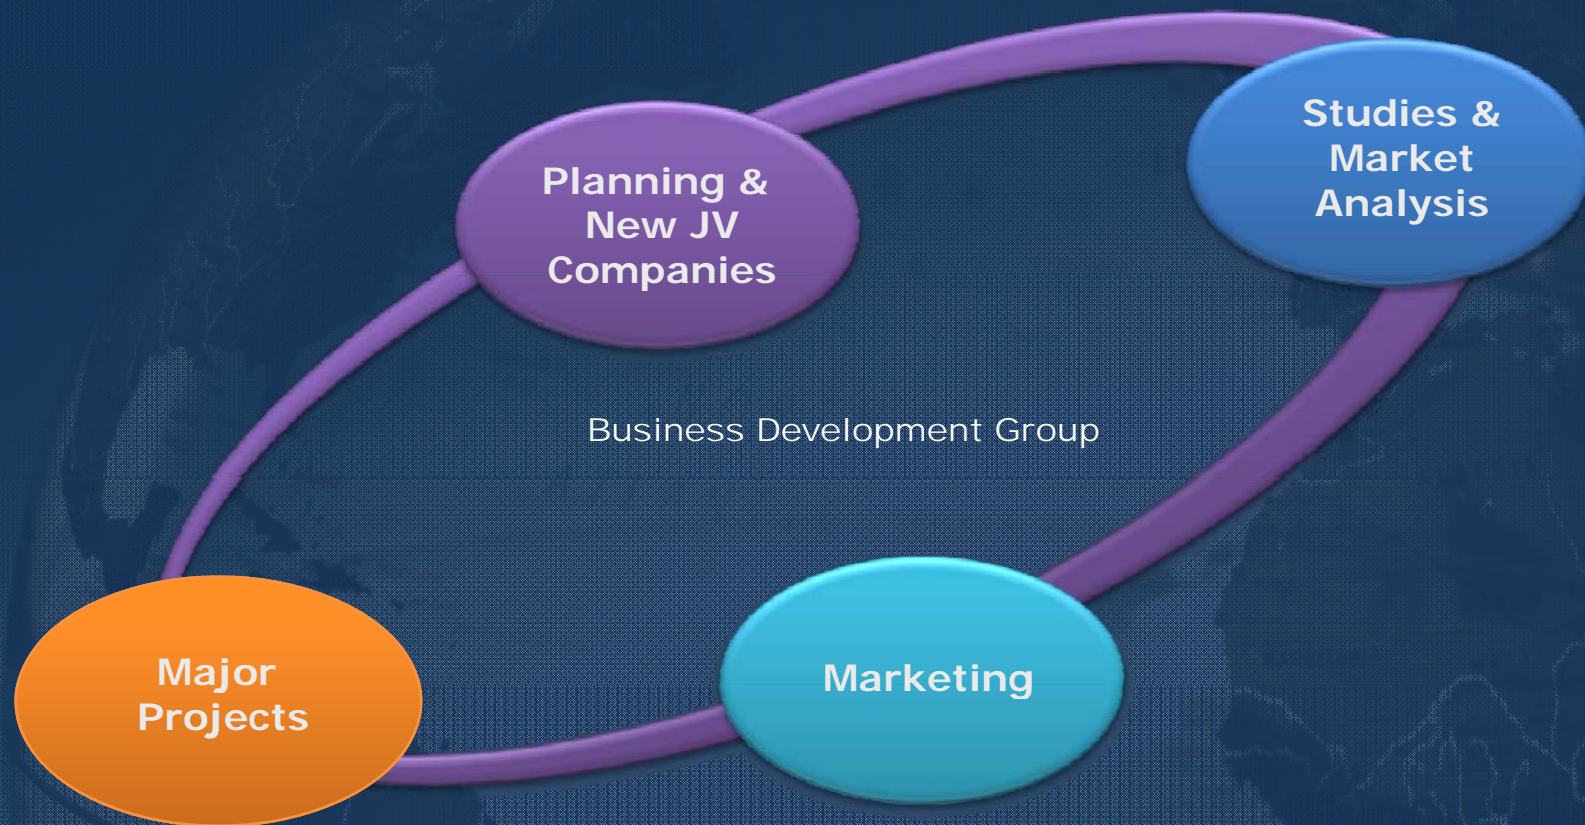 Studies &
Market
Analysis
Planning &
New JV
Companies
Business Development Group
Major
Projects
Marketing